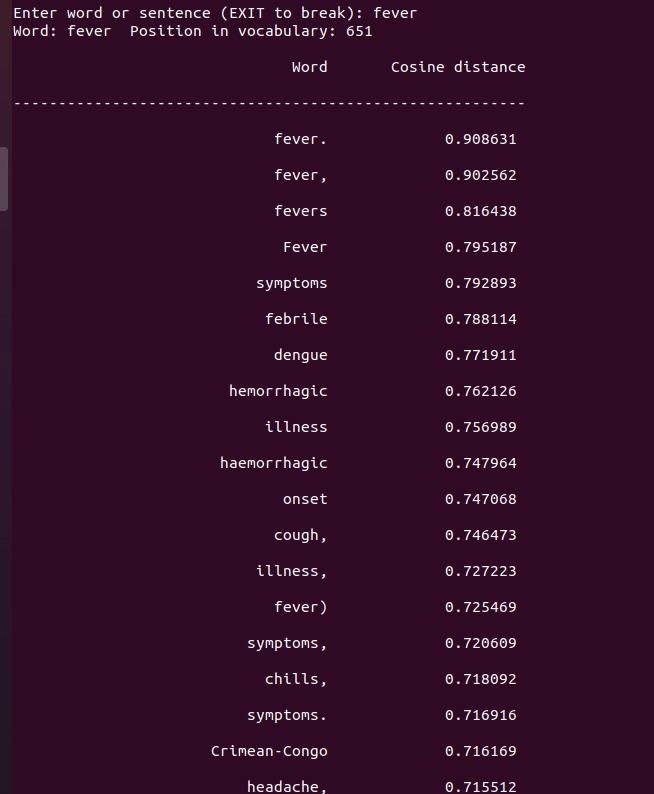 Enter word or sentence (EXIT to break): fever
Word: fever  Position in vocabulary: 651
Word       Cosine distance
---------------------------------------------------------
fever.             0.908631
fever,             0.902562
fevers             0.816438
Fever             0.795187
symptoms             0.792893
febrile             0.788114
dengue             0.771911
hemorrhagic             0.762126
illness             0.756989
haemorrhagic             0.747964
onset             0.747068
cough,             0.746473
illness,             0.727223
fever)             0.725469
symptoms,             0.720609
chills,             0.718092
symptoms.             0.716916
Crimean-Congo             0.716169
headache,             0.715512